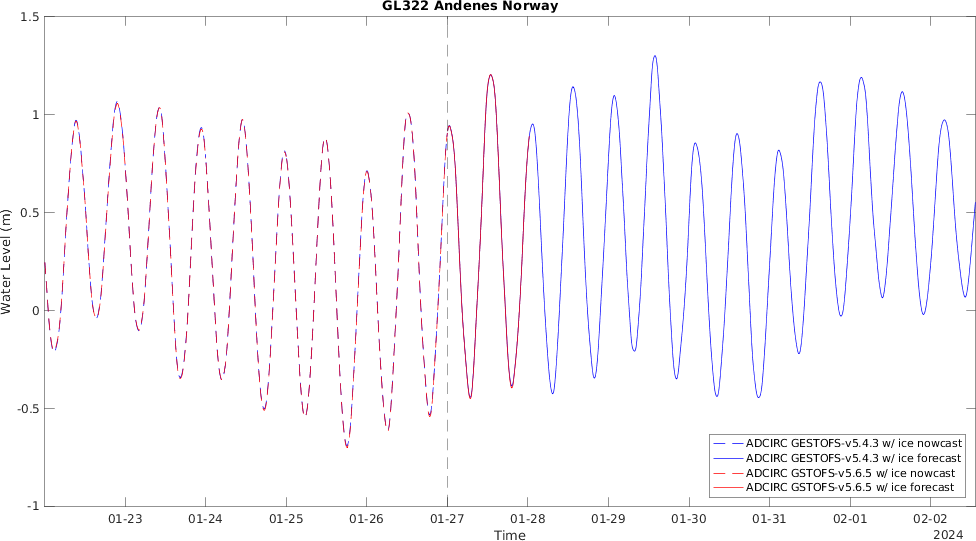 GL322 Andenes Norway
Water Level (m)
1.5
1
0.5
0
-0.5
-1
ADCIRC GESTOFS-v5.4.3 w/ ice nowcast
ADCIRC GESTOFS-v5.4.3 w/ ice forecast
ADCIRC GSTOFS-v5.6.5 w/ ice nowcast
ADCIRC GSTOFS-v5.6.5 w/ ice forecast
01-23 01-24 01-25 01-26 01-27 01-28 01-29 01-30 01-31 02-01 02-02
Time 2024